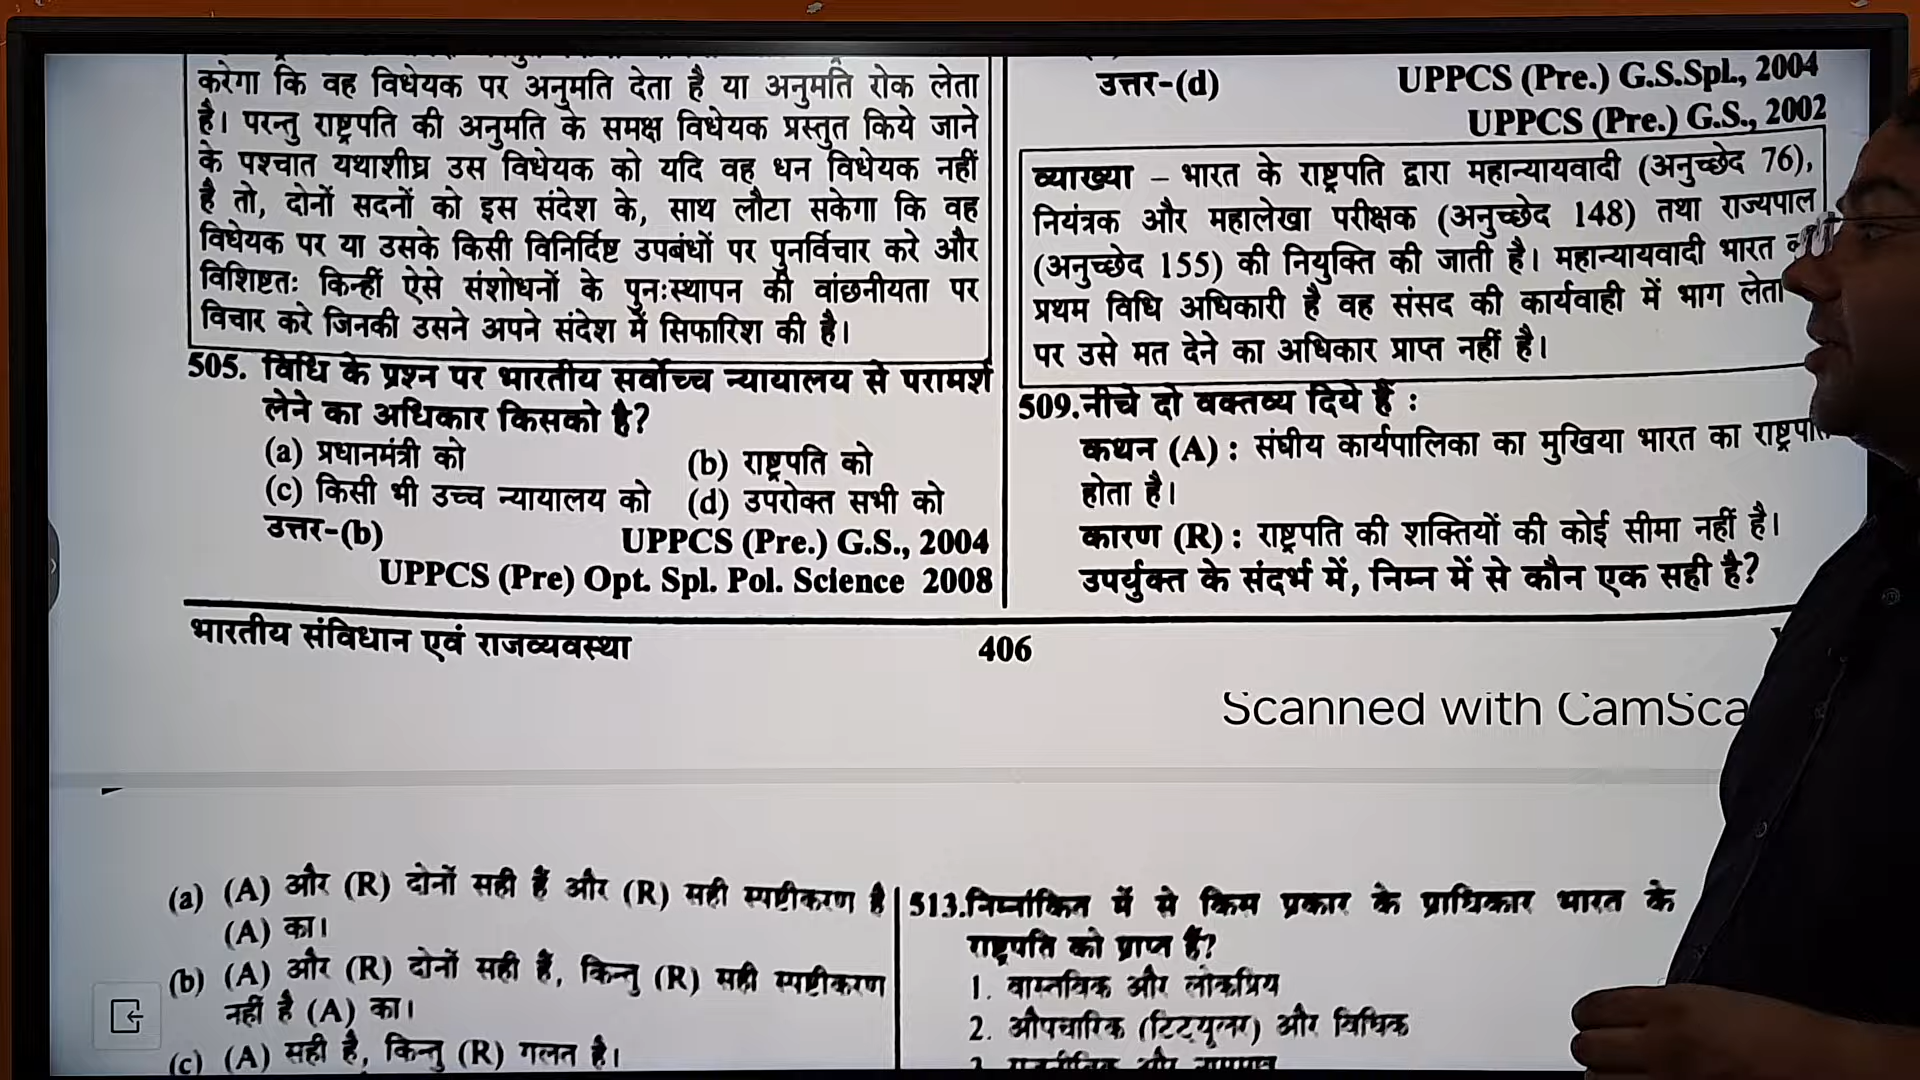 करेगा कि वह विधेयक पर अनुमति देता है या अनुमति रोक लेता
है। परन्तु राष्ट्रपति की अनुमति के समक्ष विधेयक प्रस्तुत किये जाने
के पश्चात यथाशीघ्र उस विधेयक को यदि वह धन विधेयक नहीं
है तो, दोनों सदनों को इस संदेश के, साथ लौटा सकेगा कि वह
विधेयक पर या उसके किसी विनिर्दिष्ट उपबंधों पर पुनर्विचार करे और
विशिष्टतः किन्हीं ऐसे संशोधनों के पुनःस्थापन की वांछनीयता पर
विचार करे जिनकी उसने अपने संदेश में सिफारिश की है।
505. विधि के प्रश्न पर भारतीय सर्वोच्च न्यायालय से परामर्श
लेने का अधिकार किसको है?
(a) प्रधानमंत्री को (b) राष्ट्रपति को
(c) किसी भी उच्च न्यायालय को (d) उपरोक्त सभी को
उत्तर-(b) UPPCS (Pre.) G.S., 2004
UPPCS (Pre) Opt. Spl. Pol. Science 2008
उत्तर-(d) UPPCS (Pre.) G.S.Spl., 2004
UPPCS (Pre.) G.S., 2002
व्याख्या – भारत के राष्ट्रपति द्वारा महान्यायवादी (अनुच्छेद 76),
नियंत्रक और महालेखा परीक्षक (अनुच्छेद 148) तथा राज्यपाल
(अनुच्छेद 155) की नियुक्ति की जाती है। महान्यायवादी भारत
प्रथम विधि अधिकारी है वह संसद की कार्यवाही में भाग लेता
पर उसे मत देने का अधिकार प्राप्त नहीं है।
509.नीचे दो वक्तव्य दिये हैं :
कथन (A) : संघीय कार्यपालिका का मुखिया भारत का
होता है।
कारण (R) : राष्ट्रपति की शक्तियों की कोई सीमा नहीं है।
उपर्युक्त के संदर्भ में, निम्न में से कौन एक सही है?
भारतीय संविधान एवं राजव्यवस्था 406
Scanned with CamSca
(a) (A) और (R) दोनों सही हैं और (R) सही स्पष्टीकरण है
(A) का।
(b) (A) और (R) दोनों सही हैं, किन्तु (R) सही स्पष्टीकरण
नहीं है (A) का।
(c) (A) सही है, किन्तु (R) गलत है।
513.निम्नांकित में से किस प्रकार के प्राधिकार भारत के
राष्ट्रपति को प्राप्त हैं?
1. वास्तविक और लोकप्रिय
2. औपचारिक (टिट्युलर) और विधिक